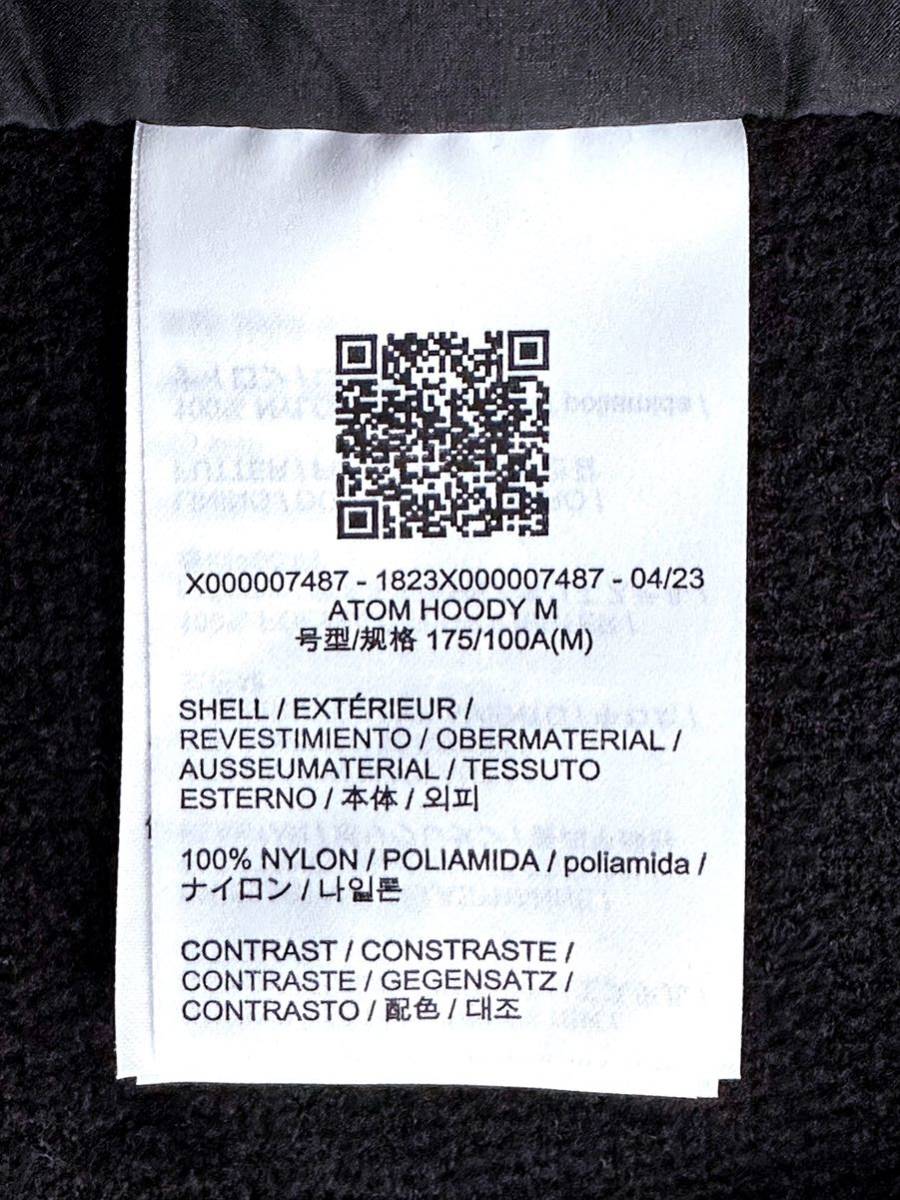 X000007487 - 1823X000007487 - 04/23
ATOM HOODY M
号型/规格 175/100A(M)
SHELL / EXTÉRIEUR /
REVESTIMIENTO / OBERMATERIAL /
AUSSEUMATERIAL / TESSUTO
ESTERNO / 本体 / 외피
100% NYLON / POLIAMIDA / poliamida /
ナイロン / 나일론
CONTRAST / CONSTRASTE /
CONTRASTE / GEGENSATZ /
CONTRASTO / 配色 / 대조